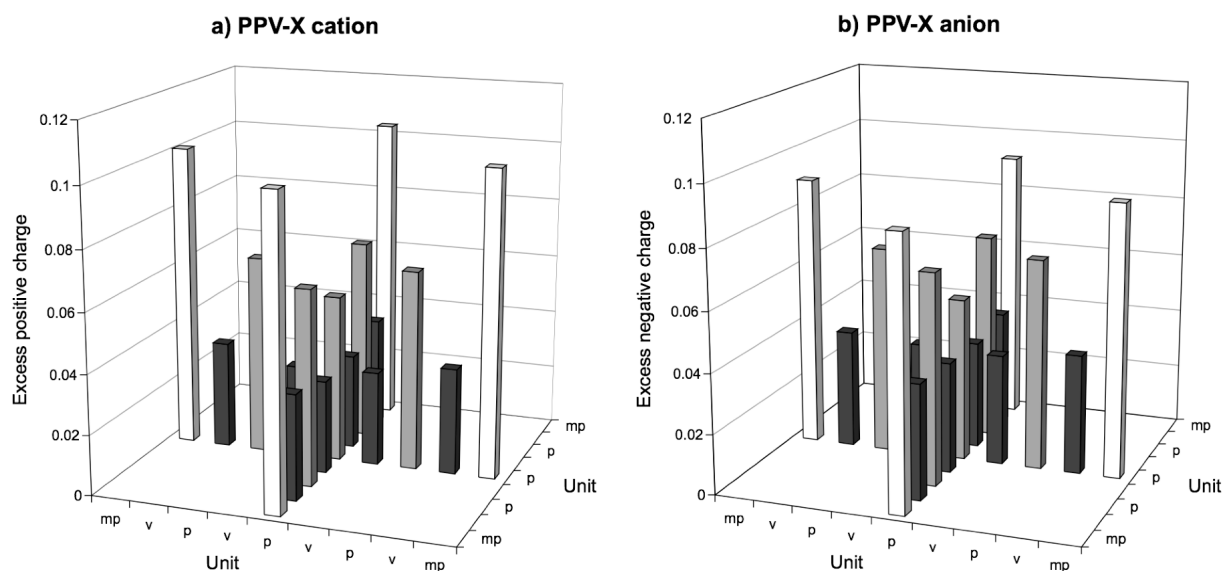 a) PPV-X cation
0.12
0.1
0.08
0.06
0.04
0.02
0
Excess positive charge
mp
v
p
v
p
v
p
v
mp
Unit
mp
p
p
p
mp
Unit
b) PPV-X anion
0.12
0.1
0.08
0.06
0.04
0.02
0
Excess negative charge
mp
v
p
v
p
v
p
v
mp
Unit
mp
p
p
p
mp
Unit